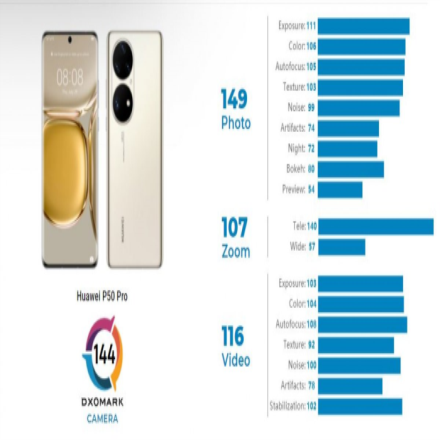 08:08
Huawei P50 Pro
144
DXOMARK
CAMERA
149
Photo
Exposure: 111
Color: 106
Autofocus: 105
Texture: 103
Noise: 99
Artifacts: 74
Night: 72
Bokeh: 80
Preview: 54
107
Zoom
Tele: 140
Wide: 57
116
Video
Exposure: 103
Color: 104
Autofocus: 108
Texture: 92
Noise: 100
Artifacts: 78
Stabilization: 102